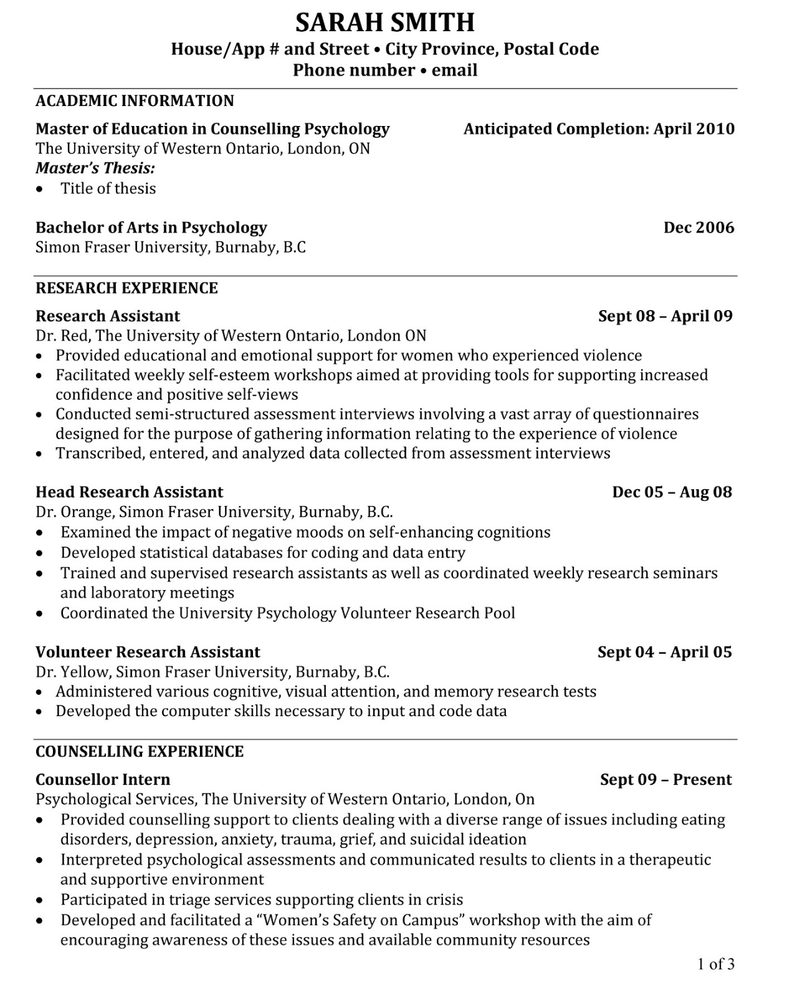 SARAH SMITH
House/App # and Street • City Province, Postal Code
Phone number • email
ACADEMIC INFORMATION
Master of Education in Counselling Psychology Anticipated Completion: April 2010
The University of Western Ontario, London, ON
Master’s Thesis:
• Title of thesis
Bachelor of Arts in Psychology Dec 2006
Simon Fraser University, Burnaby, B.C
RESEARCH EXPERIENCE
Research Assistant Sept 08 – April 09
Dr. Red, The University of Western Ontario, London ON
• Provided educational and emotional support for women who experienced violence
• Facilitated weekly self-esteem workshops aimed at providing tools for supporting increased
confidence and positive self-views
• Conducted semi-structured assessment interviews involving a vast array of questionnaires
designed for the purpose of gathering information relating to the experience of violence
• Transcribed, entered, and analyzed data collected from assessment interviews
Head Research Assistant Dec 05 – Aug 08
Dr. Orange, Simon Fraser University, Burnaby, B.C.
• Examined the impact of negative moods on self-enhancing cognitions
• Developed statistical databases for coding and data entry
• Trained and supervised research assistants as well as coordinated weekly research seminars
and laboratory meetings
• Coordinated the University Psychology Volunteer Research Pool
Volunteer Research Assistant Sept 04 – April 05
Dr. Yellow, Simon Fraser University, Burnaby, B.C.
• Administered various cognitive, visual attention, and memory research tests
• Developed the computer skills necessary to input and code data
COUNSELLING EXPERIENCE
Counsellor Intern Sept 09 – Present
Psychological Services, The University of Western Ontario, London, On
• Provided counselling support to clients dealing with a diverse range of issues including eating
disorders, depression, anxiety, trauma, grief, and suicidal ideation
• Interpreted psychological assessments and communicated results to clients in a therapeutic
and supportive environment
• Participated in triage services supporting clients in crisis
• Developed and facilitated a “Women’s Safety on Campus” workshop with the aim of
encouraging awareness of these issues and available community resources
1 of 3